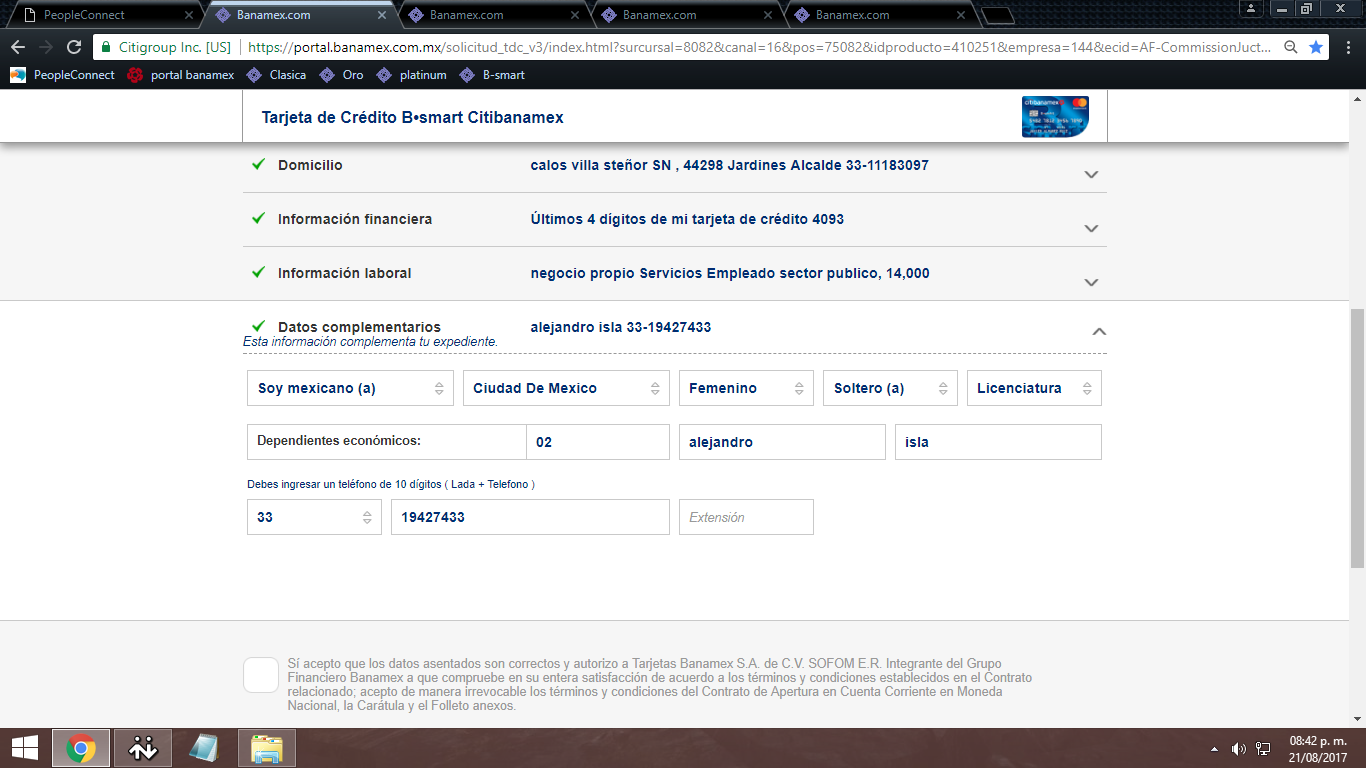 PeopleConnect
Banamex.com
Banamex.com
Banamex.com
Banamex.com
Citigroup Inc. [US]
https://portal.banamex.com.mx/solicitud_tdc_v3/index.html?surcursal=8082&canal=16&pos=75082&idproducto=410251&empresa=144&ecid=AF-CommissionJuct...
PeopleConnect
portal banamex
Clasica
Oro
platinum
B-smart
Tarjeta de Crédito B•smart Citibanamex
citibanamex
Domicilio
calos villa steñor SN , 44298 Jardines Alcalde 33-11183097
Información financiera
Últimos 4 dígitos de mi tarjeta de crédito 4093
Información laboral
negocio propio Servicios Empleado sector publico, 14,000
Datos complementarios
alejandro isla 33-19427433
Esta información complementa tu expediente.
Soy mexicano (a)
Ciudad De Mexico
Femenino
Soltero (a)
Licenciatura
Dependientes económicos:
02
alejandro
isla
Debes ingresar un teléfono de 10 dígitos ( Lada + Telefono )
33
19427433
Extensión
Sí acepto que los datos asentados son correctos y autorizo a Tarjetas Banamex S.A. de C.V. SOFOM E.R. Integrante del Grupo
Financiero Banamex a que compruebe en su entera satisfacción de acuerdo a los términos y condiciones establecidos en el Contrato
relacionado; acepto de manera irrevocable los términos y condiciones del Contrato de Apertura en Cuenta Corriente en Moneda
Nacional, la Carátula y el Folleto anexos.
08:42 p. m.
21/08/2017